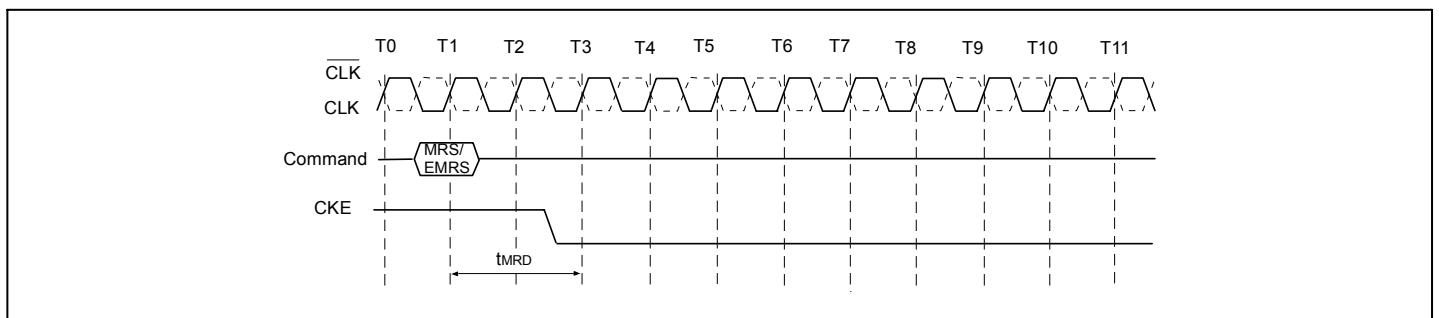 T0 T1 T2 T3 T4 T5 T6 T7 T8 T9 T10 T11
CLK
CLK
Command
MRS/
EMRS
CKE
tMRD